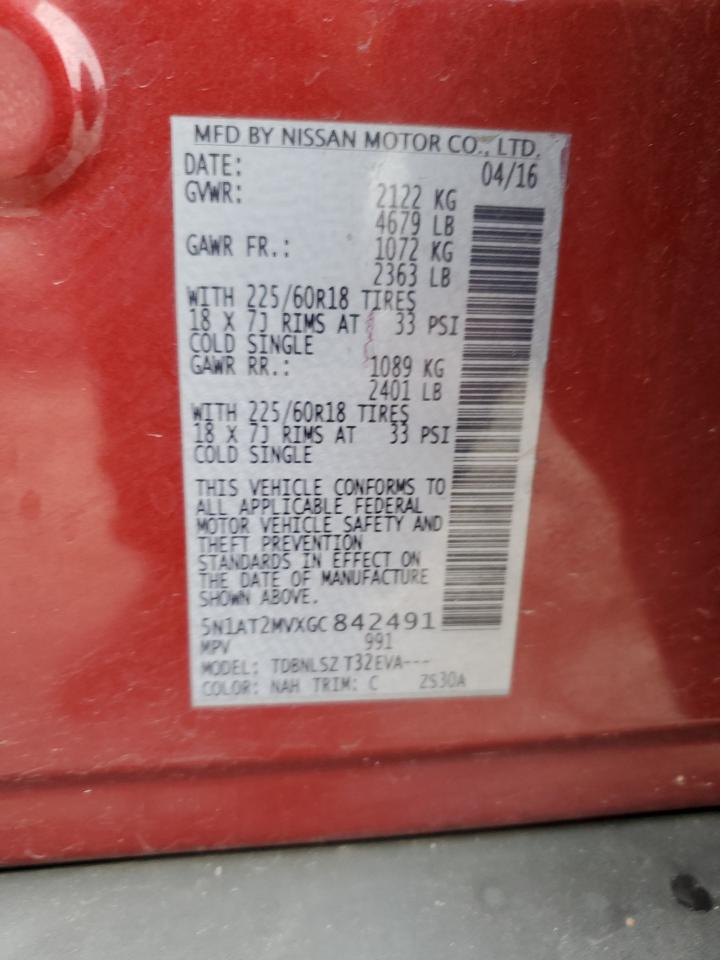 MFD BY NISSAN MOTOR CO., LTD.
DATE: 04/16
GVWR: 2122 KG
4679 LB
GAWR FR.: 1072 KG
2363 LB
WITH 225/60R18 TIRES
18 X 7J RIMS AT 33 PSI
COLD SINGLE
GAWR RR.: 1089 KG
2401 LB
WITH 225/60R18 TIRES
18 X 7J RIMS AT 33 PSI
COLD SINGLE
THIS VEHICLE CONFORMS TO
ALL APPLICABLE FEDERAL
MOTOR VEHICLE SAFETY AND
THEFT PREVENTION
STANDARDS IN EFFECT ON
THE DATE OF MANUFACTURE
SHOWN ABOVE.
5N1AT2MVXGC842491
MPV 991
MODEL: TDBNLSZ T32EVA---
COLOR: NAH TRIM: C 2S30A